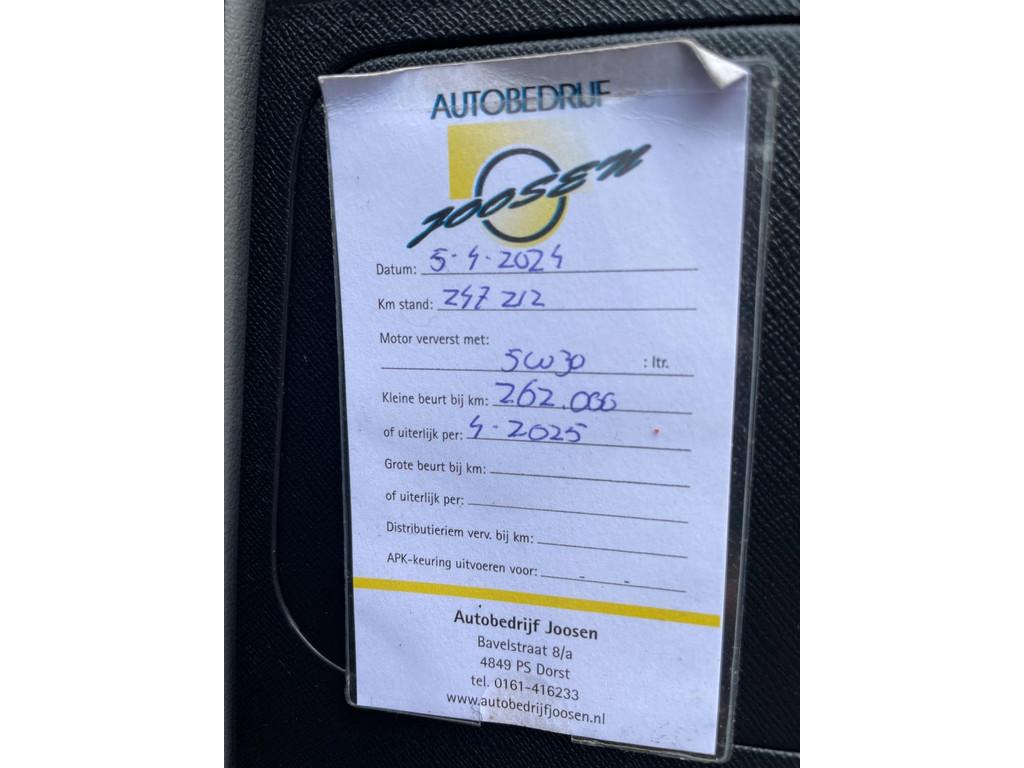 AUTOBEDRIJF
JOOSEN
Datum: 5-4-2024
Km stand: 247 212
Motor ververst met:
5W30 : ltr.
Kleine beurt bij km: 262.000
of uiterlijk per: 4-2025
Grote beurt bij km:
of uiterlijk per:
Distributieriem verv. bij km:
APK-keuring uitvoeren voor: - -
Autobedrijf Joosen
Bavelstraat 8/a
4849 PS Dorst
tel. 0161-416233
www.autobedrijfjoosen.nl